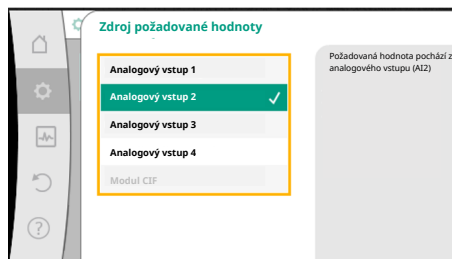 Zdroj požadované hodnoty
Analogový vstup 1
Analogový vstup 2
Analogový vstup 3
Analogový vstup 4
Modul CIF
Požadovaná hodnota pochází z
analogového vstupu (AI2)
?